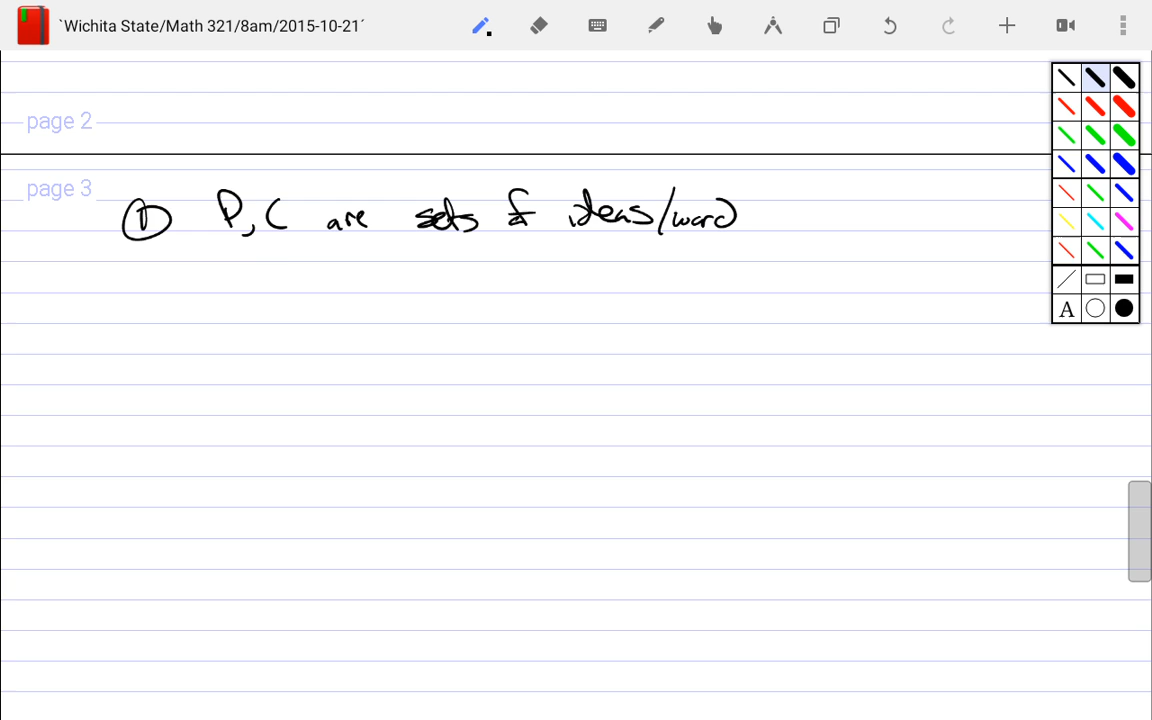 `Wichita State/Math 321/8am/2015-10-21´
page 2
page 3
① P, C are sets of ideas/word
A